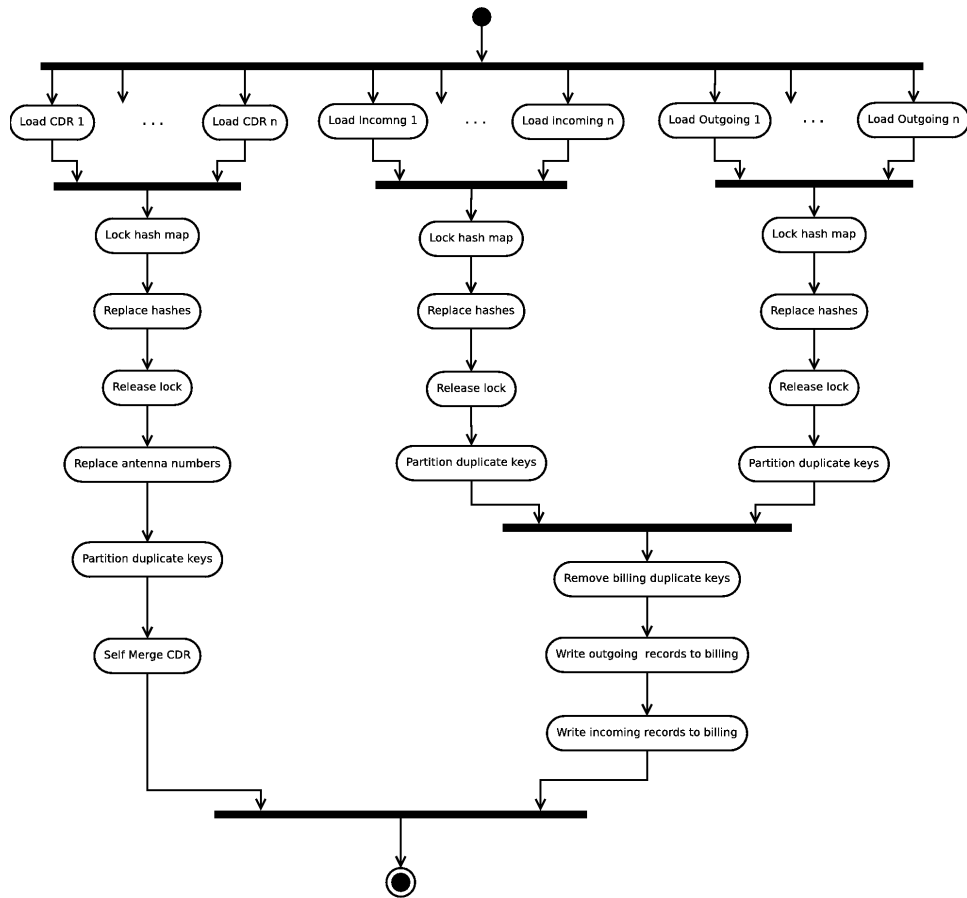 Load CDR 1
. . .
Load CDR n
Load Incomng 1
. . .
Load incoming n
Load Outgoing 1
. . .
Load Outgoing n
Lock hash map
Lock hash map
Lock hash map
Replace hashes
Replace hashes
Replace hashes
Release lock
Release lock
Release lock
Replace antenna numbers
Partition duplicate keys
Partition duplicate keys
Partition duplicate keys
Remove billing duplicate keys
Self Merge CDR
Write outgoing records to billing
Write incoming records to billing